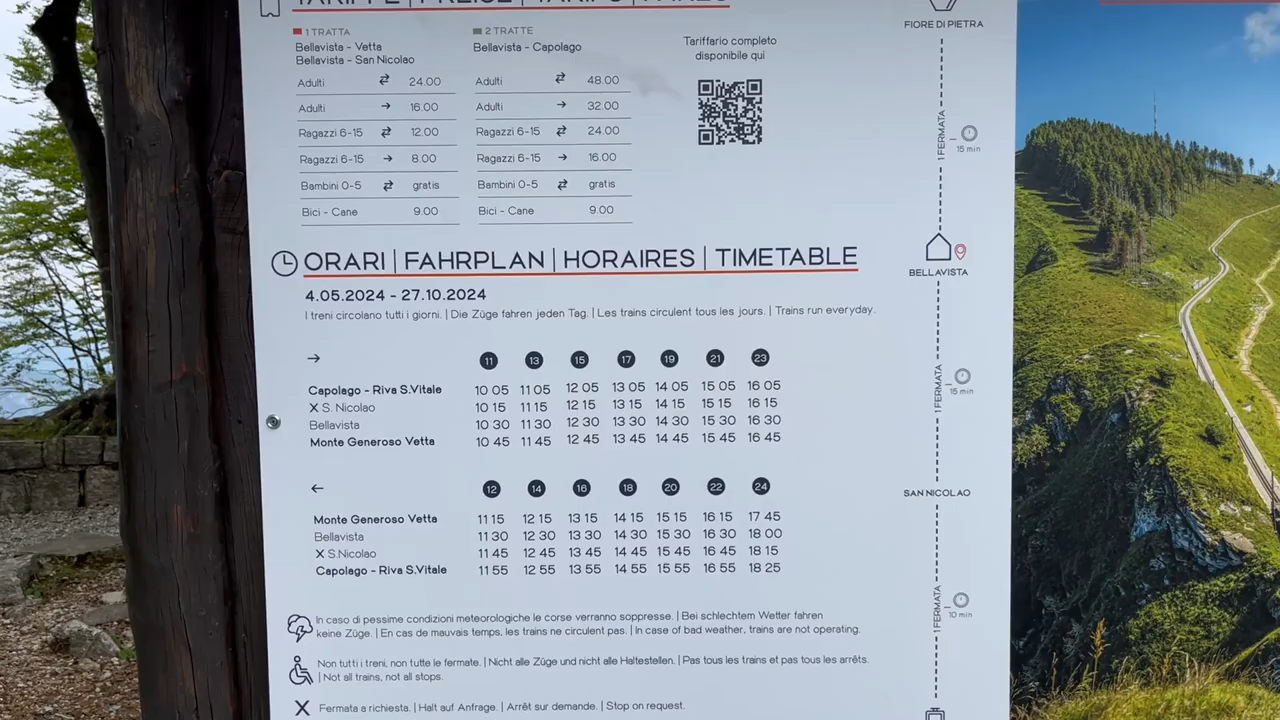 TARIFFE | PREISE | TARIFS | FARES
1 TRATTA
Bellavista - Vetta
Bellavista - San Nicolao
Adulti ⇄ 24.00
Adulti → 16.00
Ragazzi 6-15 ⇄ 12.00
Ragazzi 6-15 → 8.00
Bambini 0-5 ⇄ gratis
Bici - Cane 9.00
2 TRATTE
Bellavista - Capolago
Adulti ⇄ 48.00
Adulti → 32.00
Ragazzi 6-15 ⇄ 24.00
Ragazzi 6-15 → 16.00
Bambini 0-5 ⇄ gratis
Bici - Cane 9.00
Tariffario completo
disponibile qui
ORARI | FAHRPLAN | HORAIRES | TIMETABLE
4.05.2024 - 27.10.2024
I treni circolano tutti i giorni. | Die Züge fahren jeden Tag. | Les trains circulent tous les jours. | Trains run everyday.
→ 11 13 15 17 19 21 23
Capolago - Riva S.Vitale 10 05 11 05 12 05 13 05 14 05 15 05 16 05
X S. Nicolao 10 15 11 15 12 15 13 15 14 15 15 15 16 15
Bellavista 10 30 11 30 12 30 13 30 14 30 15 30 16 30
Monte Generoso Vetta 10 45 11 45 12 45 13 45 14 45 15 45 16 45
← 12 14 16 18 20 22 24
Monte Generoso Vetta 11 15 12 15 13 15 14 15 15 15 16 15 17 45
Bellavista 11 30 12 30 13 30 14 30 15 30 16 30 18 00
X S.Nicolao 11 45 12 45 13 45 14 45 15 45 16 45 18 15
Capolago - Riva S.Vitale 11 55 12 55 13 55 14 55 15 55 16 55 18 25
In caso di pessime condizioni meteorologiche le corse verranno soppresse. | Bei schlechtem Wetter fahren
keine Züge. | En cas de mauvais temps, les trains ne circulent pas. | In case of bad weather, trains are not operating.
Non tutti i treni, non tutte le fermate. | Nicht alle Züge und nicht alle Haltestellen. | Pas tous les trains et pas tous les arrêts.
| Not all trains, not all stops.
X Fermata a richiesta. | Halt auf Anfrage. | Arrêt sur demande. | Stop on request.
FIORE DI PIETRA
1 FERMATA
15 min
BELLAVISTA
1 FERMATA
15 min
SAN NICOLAO
1 FERMATA
10 min